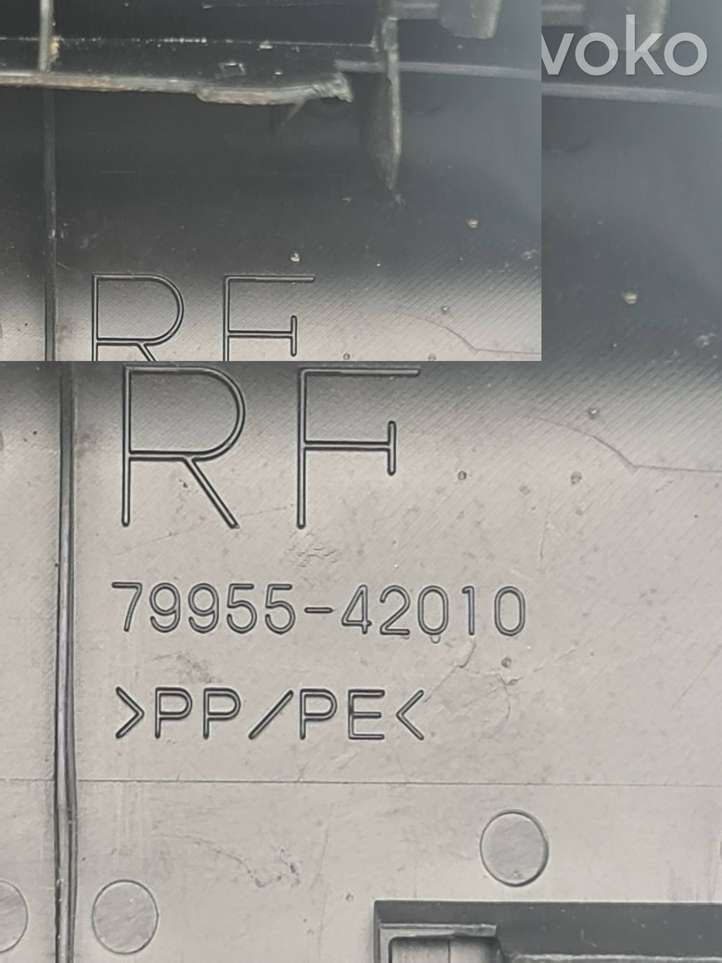 voko
RF
RF
79955-42010
>PP/PE<